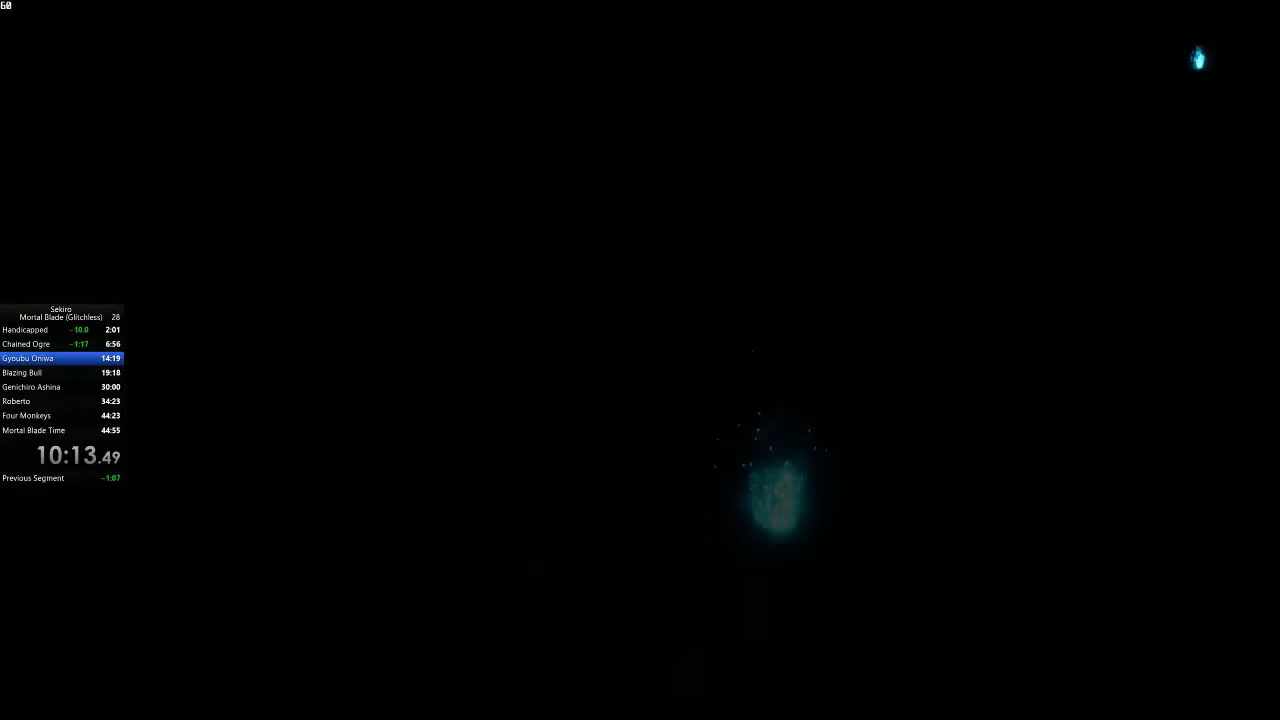 60
Sekiro
Mortal Blade (Glitchless) 28
Handicapped -10.0 2:01
Chained Ogre -1:17 6:56
Gyoubu Oniwa 14:19
Blazing Bull 19:18
Genichiro Ashina 30:00
Roberto 34:23
Four Monkeys 44:23
Mortal Blade Time 44:55
10:13.49
Previous Segment -1:07